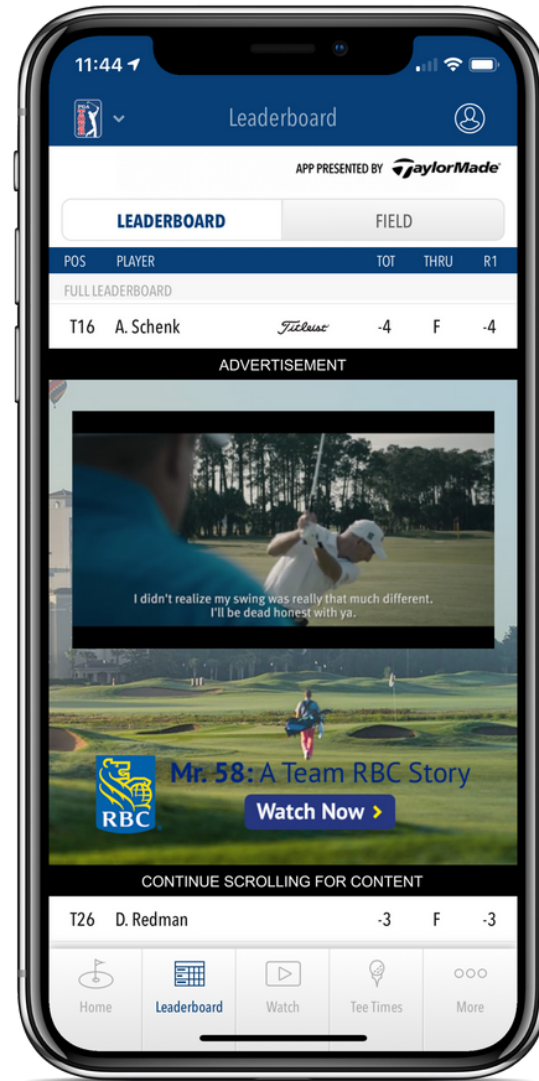 11:44
PGA TOUR
Leaderboard
APP PRESENTED BY TaylorMade
LEADERBOARD FIELD
POS PLAYER TOT THRU R1
FULL LEADERBOARD
T16 A. Schenk Titleist -4 F -4
ADVERTISEMENT
I didn't realize my swing was really that much different.
I'll be dead honest with ya.
RBC
Mr. 58: A Team RBC Story
Watch Now >
CONTINUE SCROLLING FOR CONTENT
T26 D. Redman -3 F -3
Home Leaderboard Watch Tee Times More